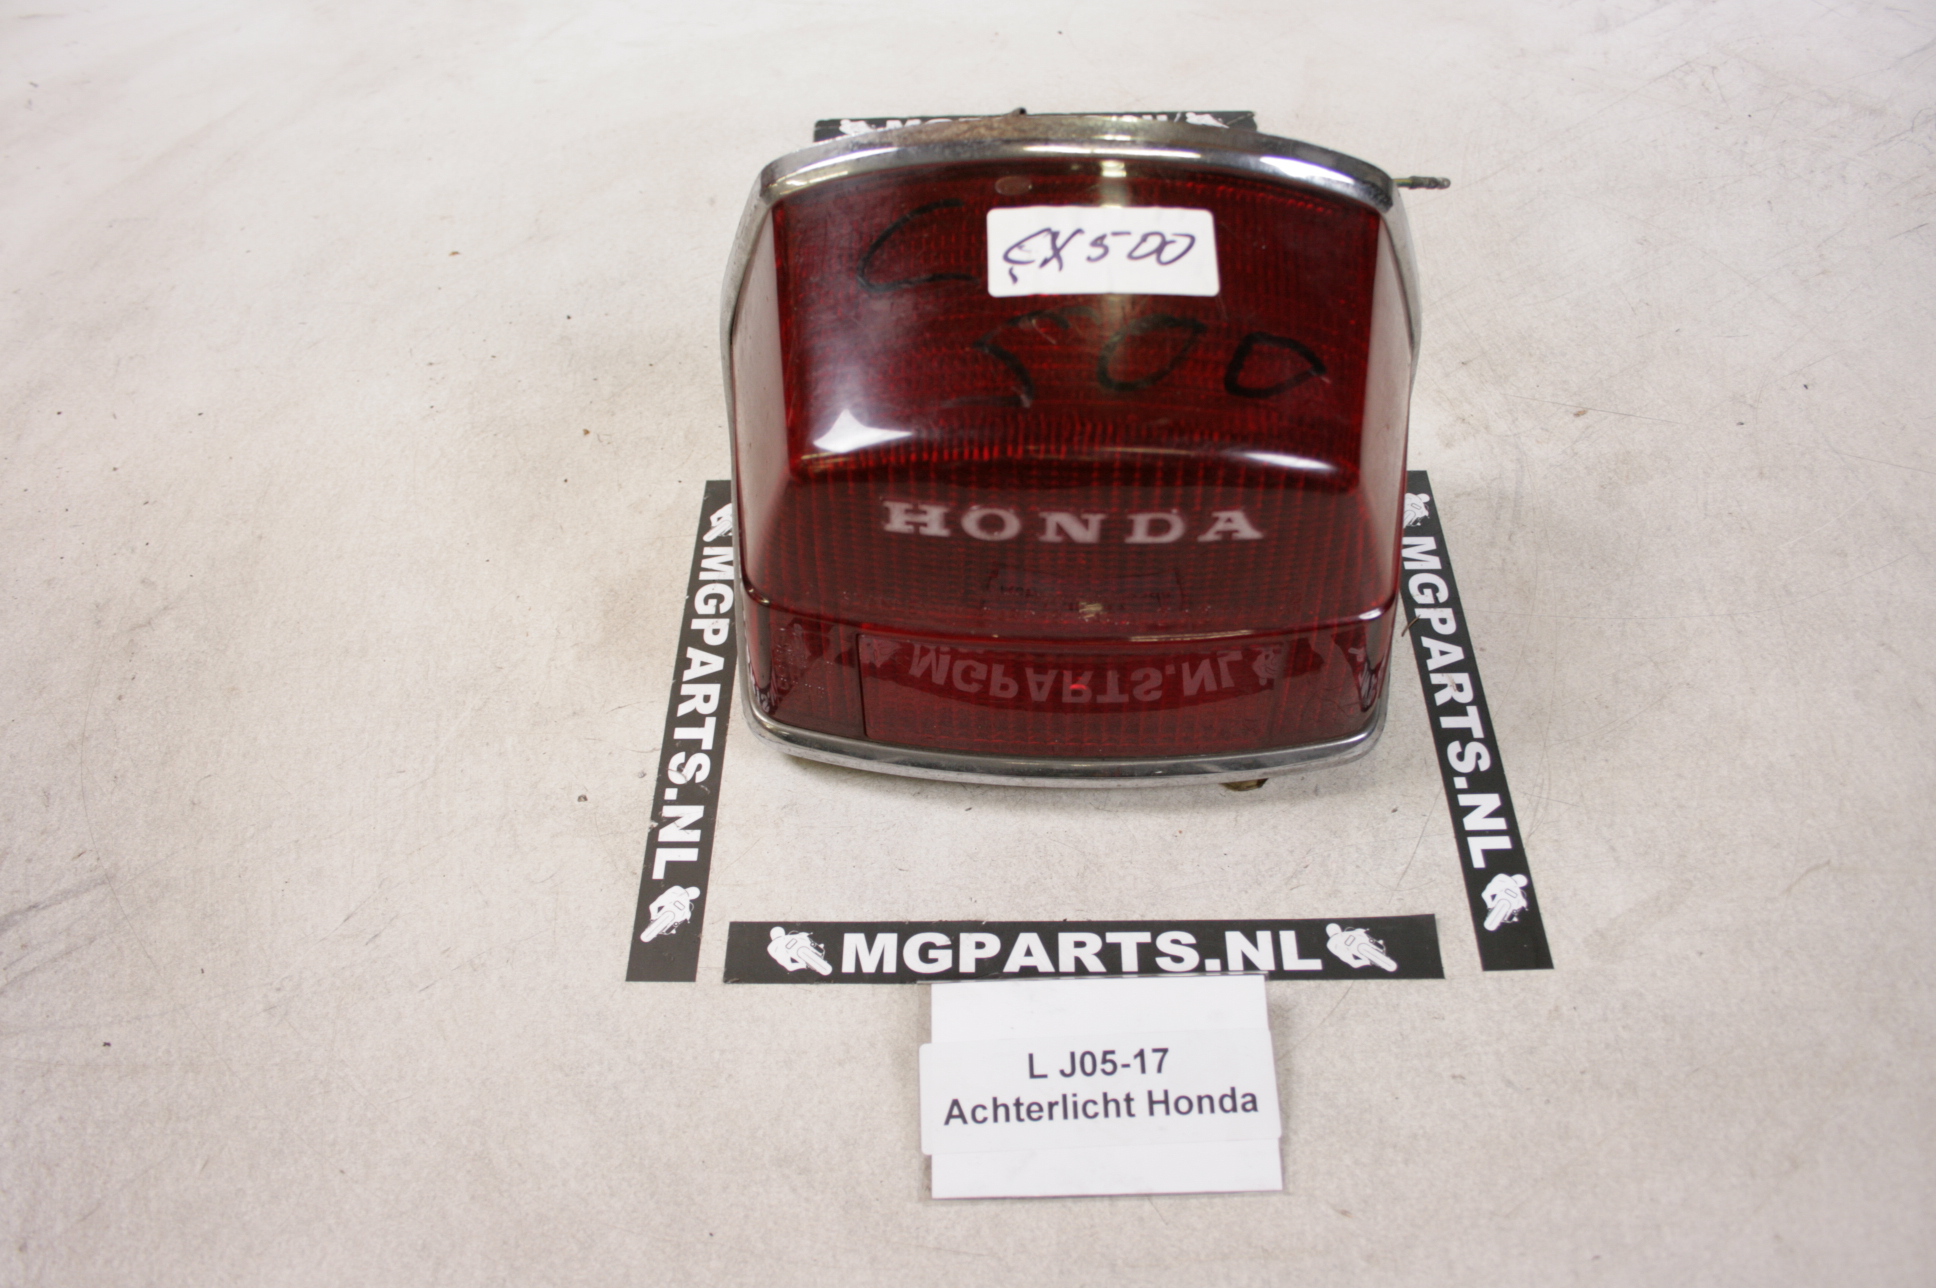 CX500
C
500
HONDA
MGPARTS.NL
MGPARTS.NL
MGPARTS.NL
MGPARTS.NL
L J05-17
Achterlicht Honda